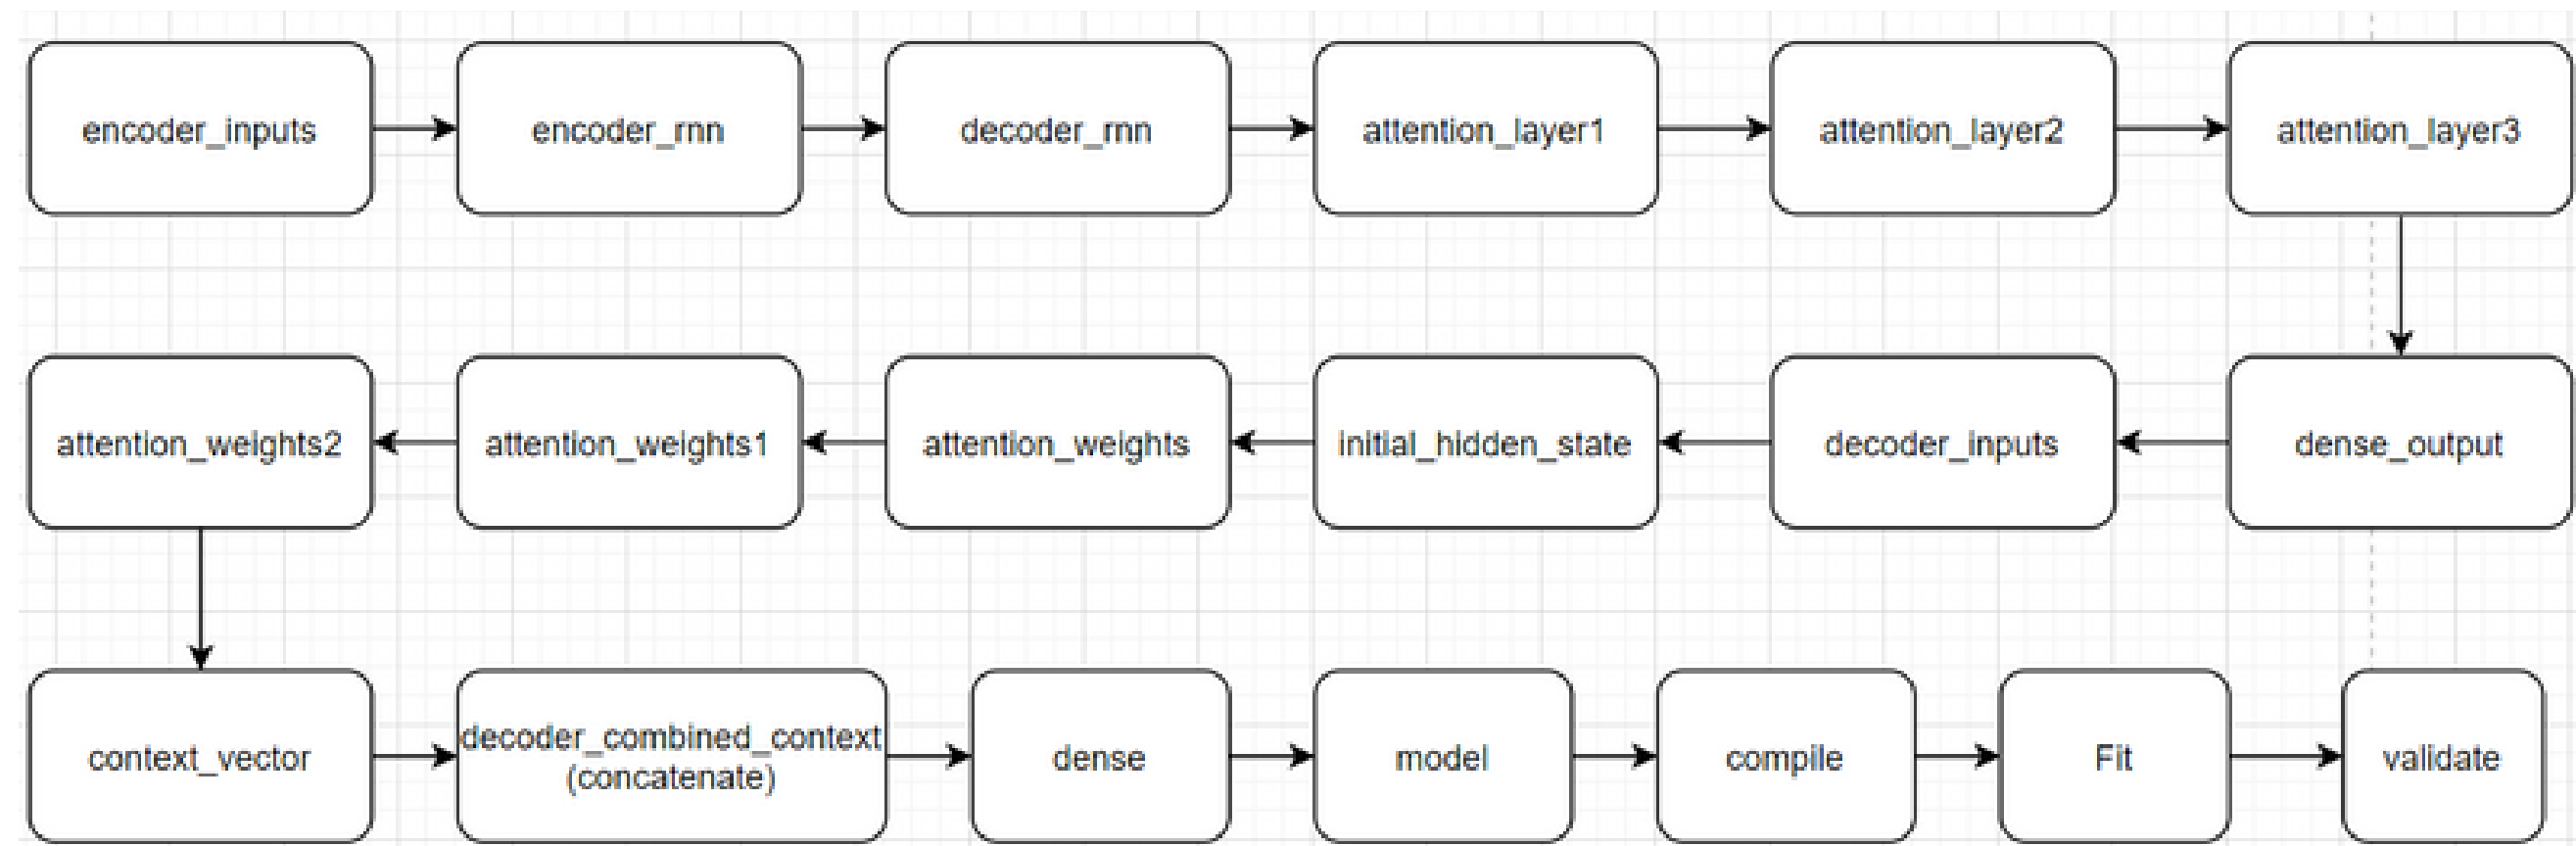 encoder_inputs
encoder_rnn
decoder_rnn
attention_layer1
attention_layer2
attention_layer3
attention_weights2
attention_weights1
attention_weights
initial_hidden_state
decoder_inputs
dense_output
context_vector
decoder_combined_context
(concatenate)
dense
model
compile
Fit
validate